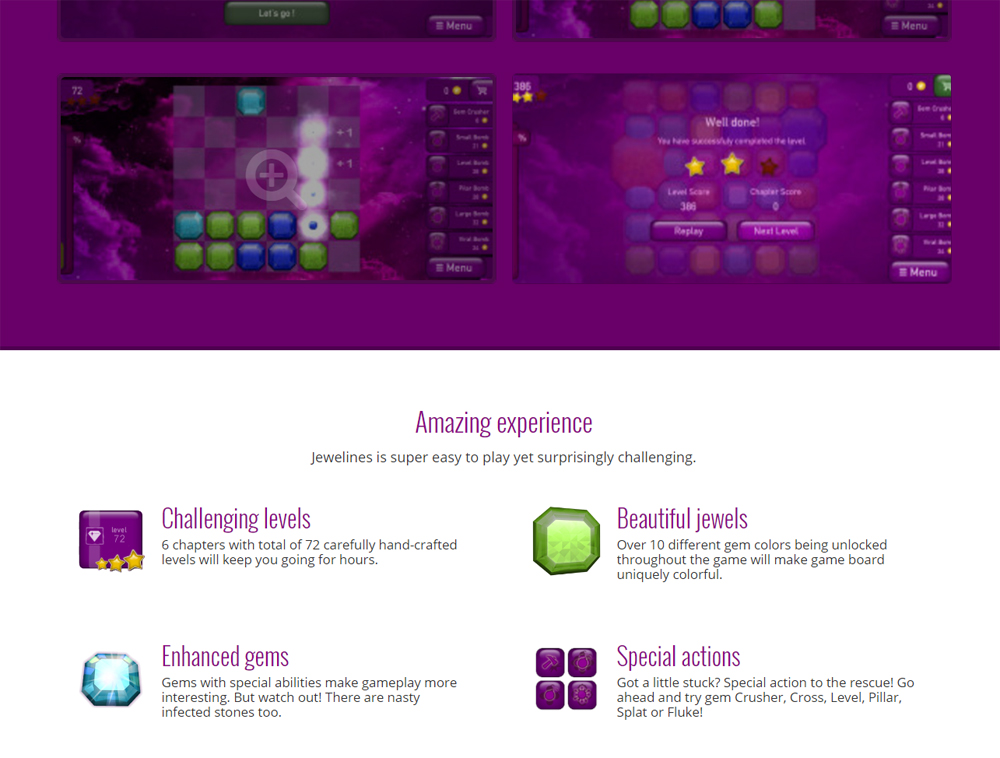 Let's go !
Menu
Menu
72
0
Gem Crusher
+ 1
Small Bomb
+ 1
Level Bomb
Pillar Bomb
Large Bomb
Viral Bomb
Menu
386
0
Gem Crusher
Well done!
Small Bomb
You have successfuly completed the level.
Level Bomb
Level Score
Chapter Score
Pillar Bomb
386
0
Large Bomb
Replay
Next Level
Viral Bomb
Menu
Amazing experience
Jewelines is super easy to play yet surprisingly challenging.
level
72
Challenging levels
6 chapters with total of 72 carefully hand-crafted
levels will keep you going for hours.
Beautiful jewels
Over 10 different gem colors being unlocked
throughout the game will make game board
uniquely colorful.
Enhanced gems
Gems with special abilities make gameplay more
interesting. But watch out! There are nasty
infected stones too.
Special actions
Got a little stuck? Special action to the rescue! Go
ahead and try gem Crusher, Cross, Level, Pillar,
Splat or Fluke!